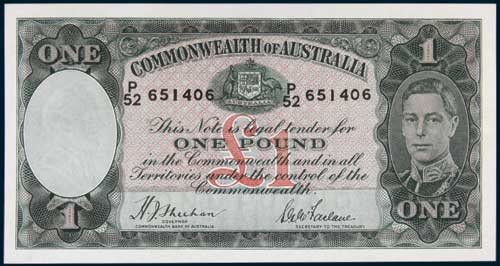 ONE
COMMONWEALTH OF AUSTRALIA
1
AUSTRALIA
P/52 651406
P/52 651406
This Note is legal tender for
ONE POUND
in the Commonwealth and in all
Territories under the control of the
Commonwealth.
£1
H J Sheehan
GOVERNOR
COMMONWEALTH BANK OF AUSTRALIA
SECRETARY TO THE TREASURY
1
ONE